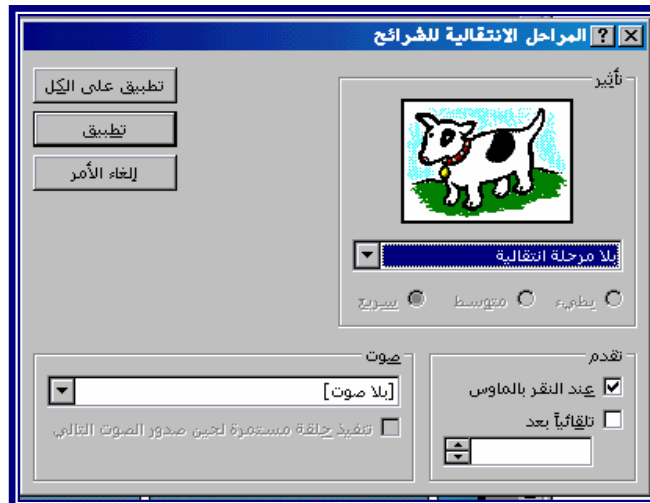 المراحل الانتقالية للشرائح
تأثير
تطبيق على الكل
تطبيق
إلغاء الأمر
بلا مرحلة انتقالية
بطيء متوسط سريع
تقدم
عند النقر بالماوس
تلقائياً بعد
صوت
[بلا صوت]
تنفيذ حلقة مستمرة لحين صدور الصوت التالي